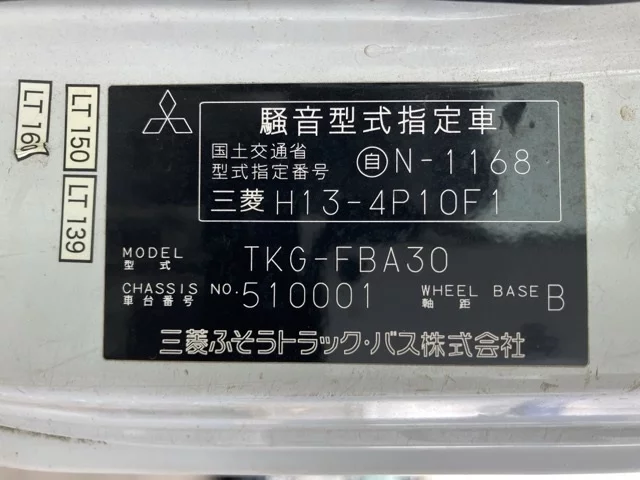 騒音型式指定車
国土交通省
型式指定番号 自N-1168
三菱 H13-4P10F1
MODEL
型式 TKG-FBA30
CHASSIS NO. 510001 WHEEL BASE B
車台番号 軸距
三菱ふそうトラック・バス株式会社
LT 160
LT 150
LT 139